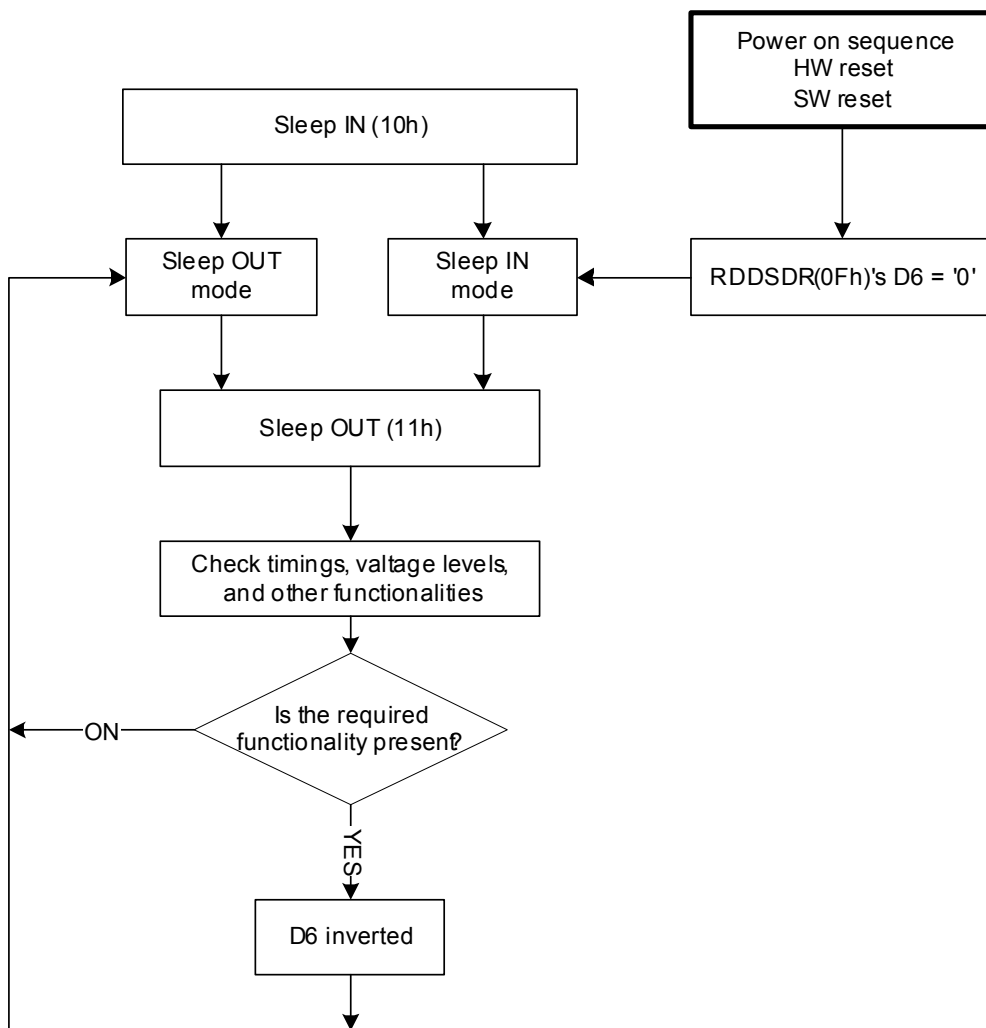 Power on sequence
HW reset
SW reset
Sleep IN (10h)
Sleep OUT
mode
Sleep IN
mode
RDDSDR(0Fh)'s D6 = '0'
Sleep OUT (11h)
Check timings, valtage levels,
and other functionalities
Is the required
functionality present?
ON
YES
D6 inverted